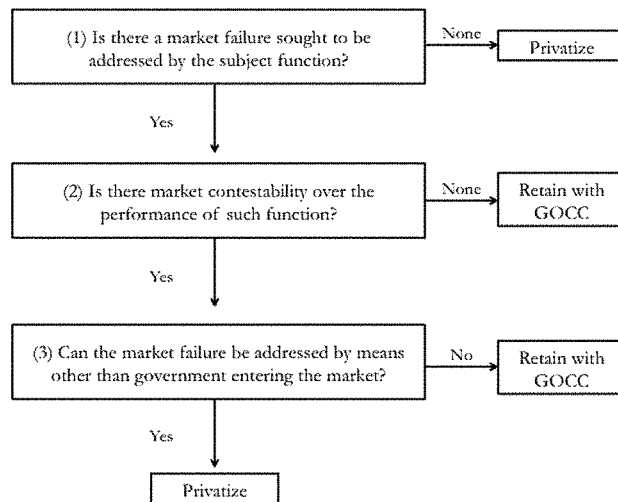 (1) Is there a market failure sought to be
addressed by the subject function?
None
Privatize
Yes
(2) Is there market contestability over the
performance of such function?
None
Retain with
GOCC
Yes
(3) Can the market failure be addressed by means
other than government entering the market?
No
Retain with
GOCC
Yes
Privatize